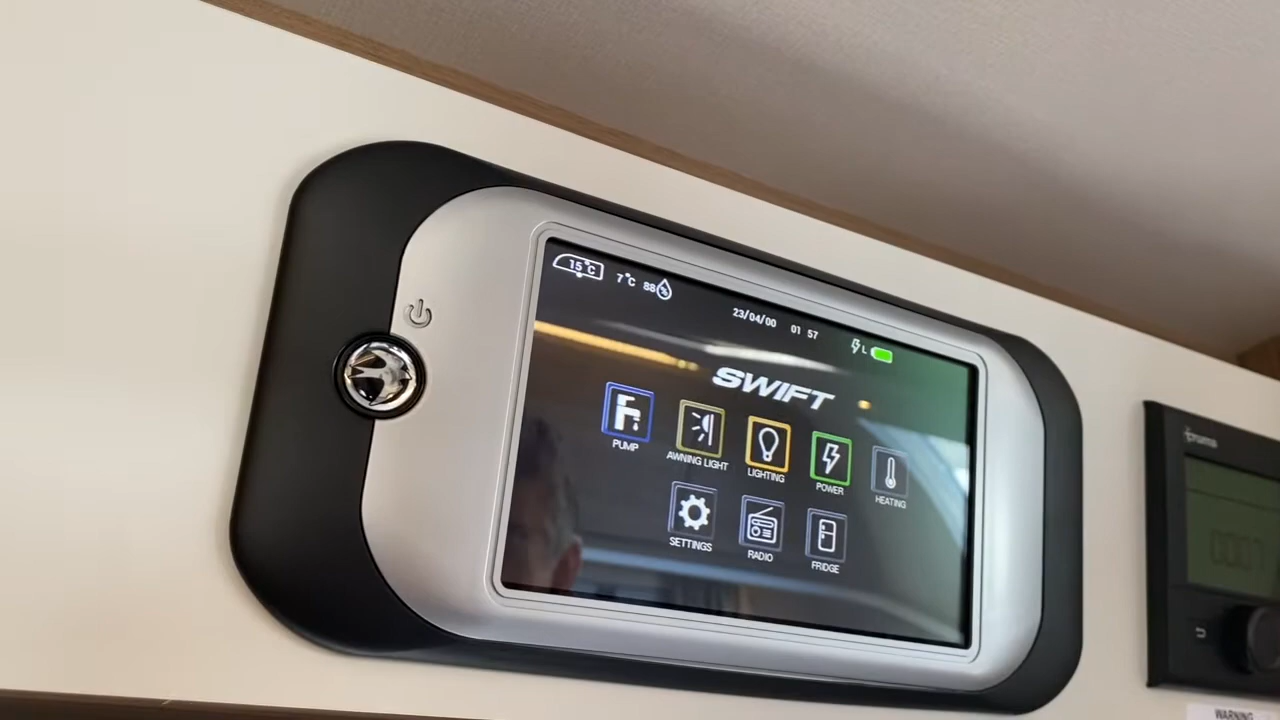 15°C 7°C 88%
23/04/00 01 57
L
SWIFT
PUMP
AWNING LIGHT
LIGHTING
POWER
HEATING
SETTINGS
RADIO
FRIDGE
truma
WARNING